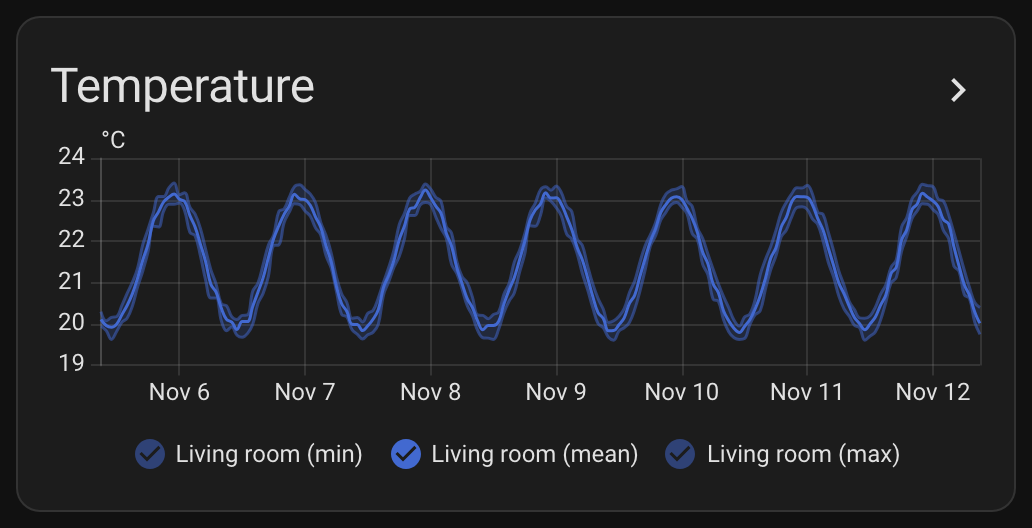 Temperature
°C
24
23
22
21
20
19
Nov 6 Nov 7 Nov 8 Nov 9 Nov 10 Nov 11 Nov 12
Living room (min) Living room (mean) Living room (max)